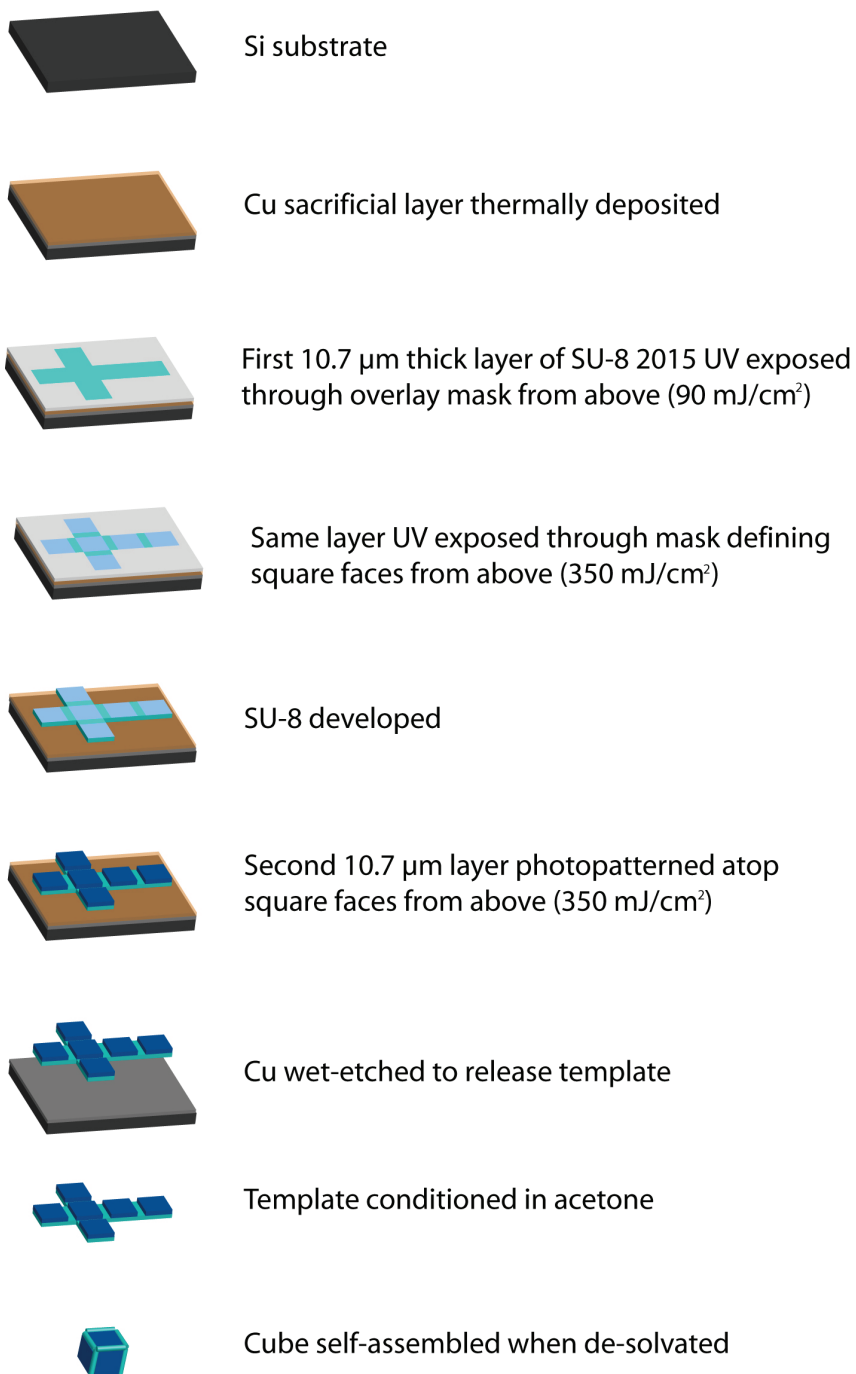 Si substrate
Cu sacrificial layer thermally deposited
First 10.7 µm thick layer of SU-8 2015 UV exposed
through overlay mask from above (90 mJ/cm²)
Same layer UV exposed through mask defining
square faces from above (350 mJ/cm²)
SU-8 developed
Second 10.7 µm layer photopatterned atop
square faces from above (350 mJ/cm²)
Cu wet-etched to release template
Template conditioned in acetone
Cube self-assembled when de-solvated